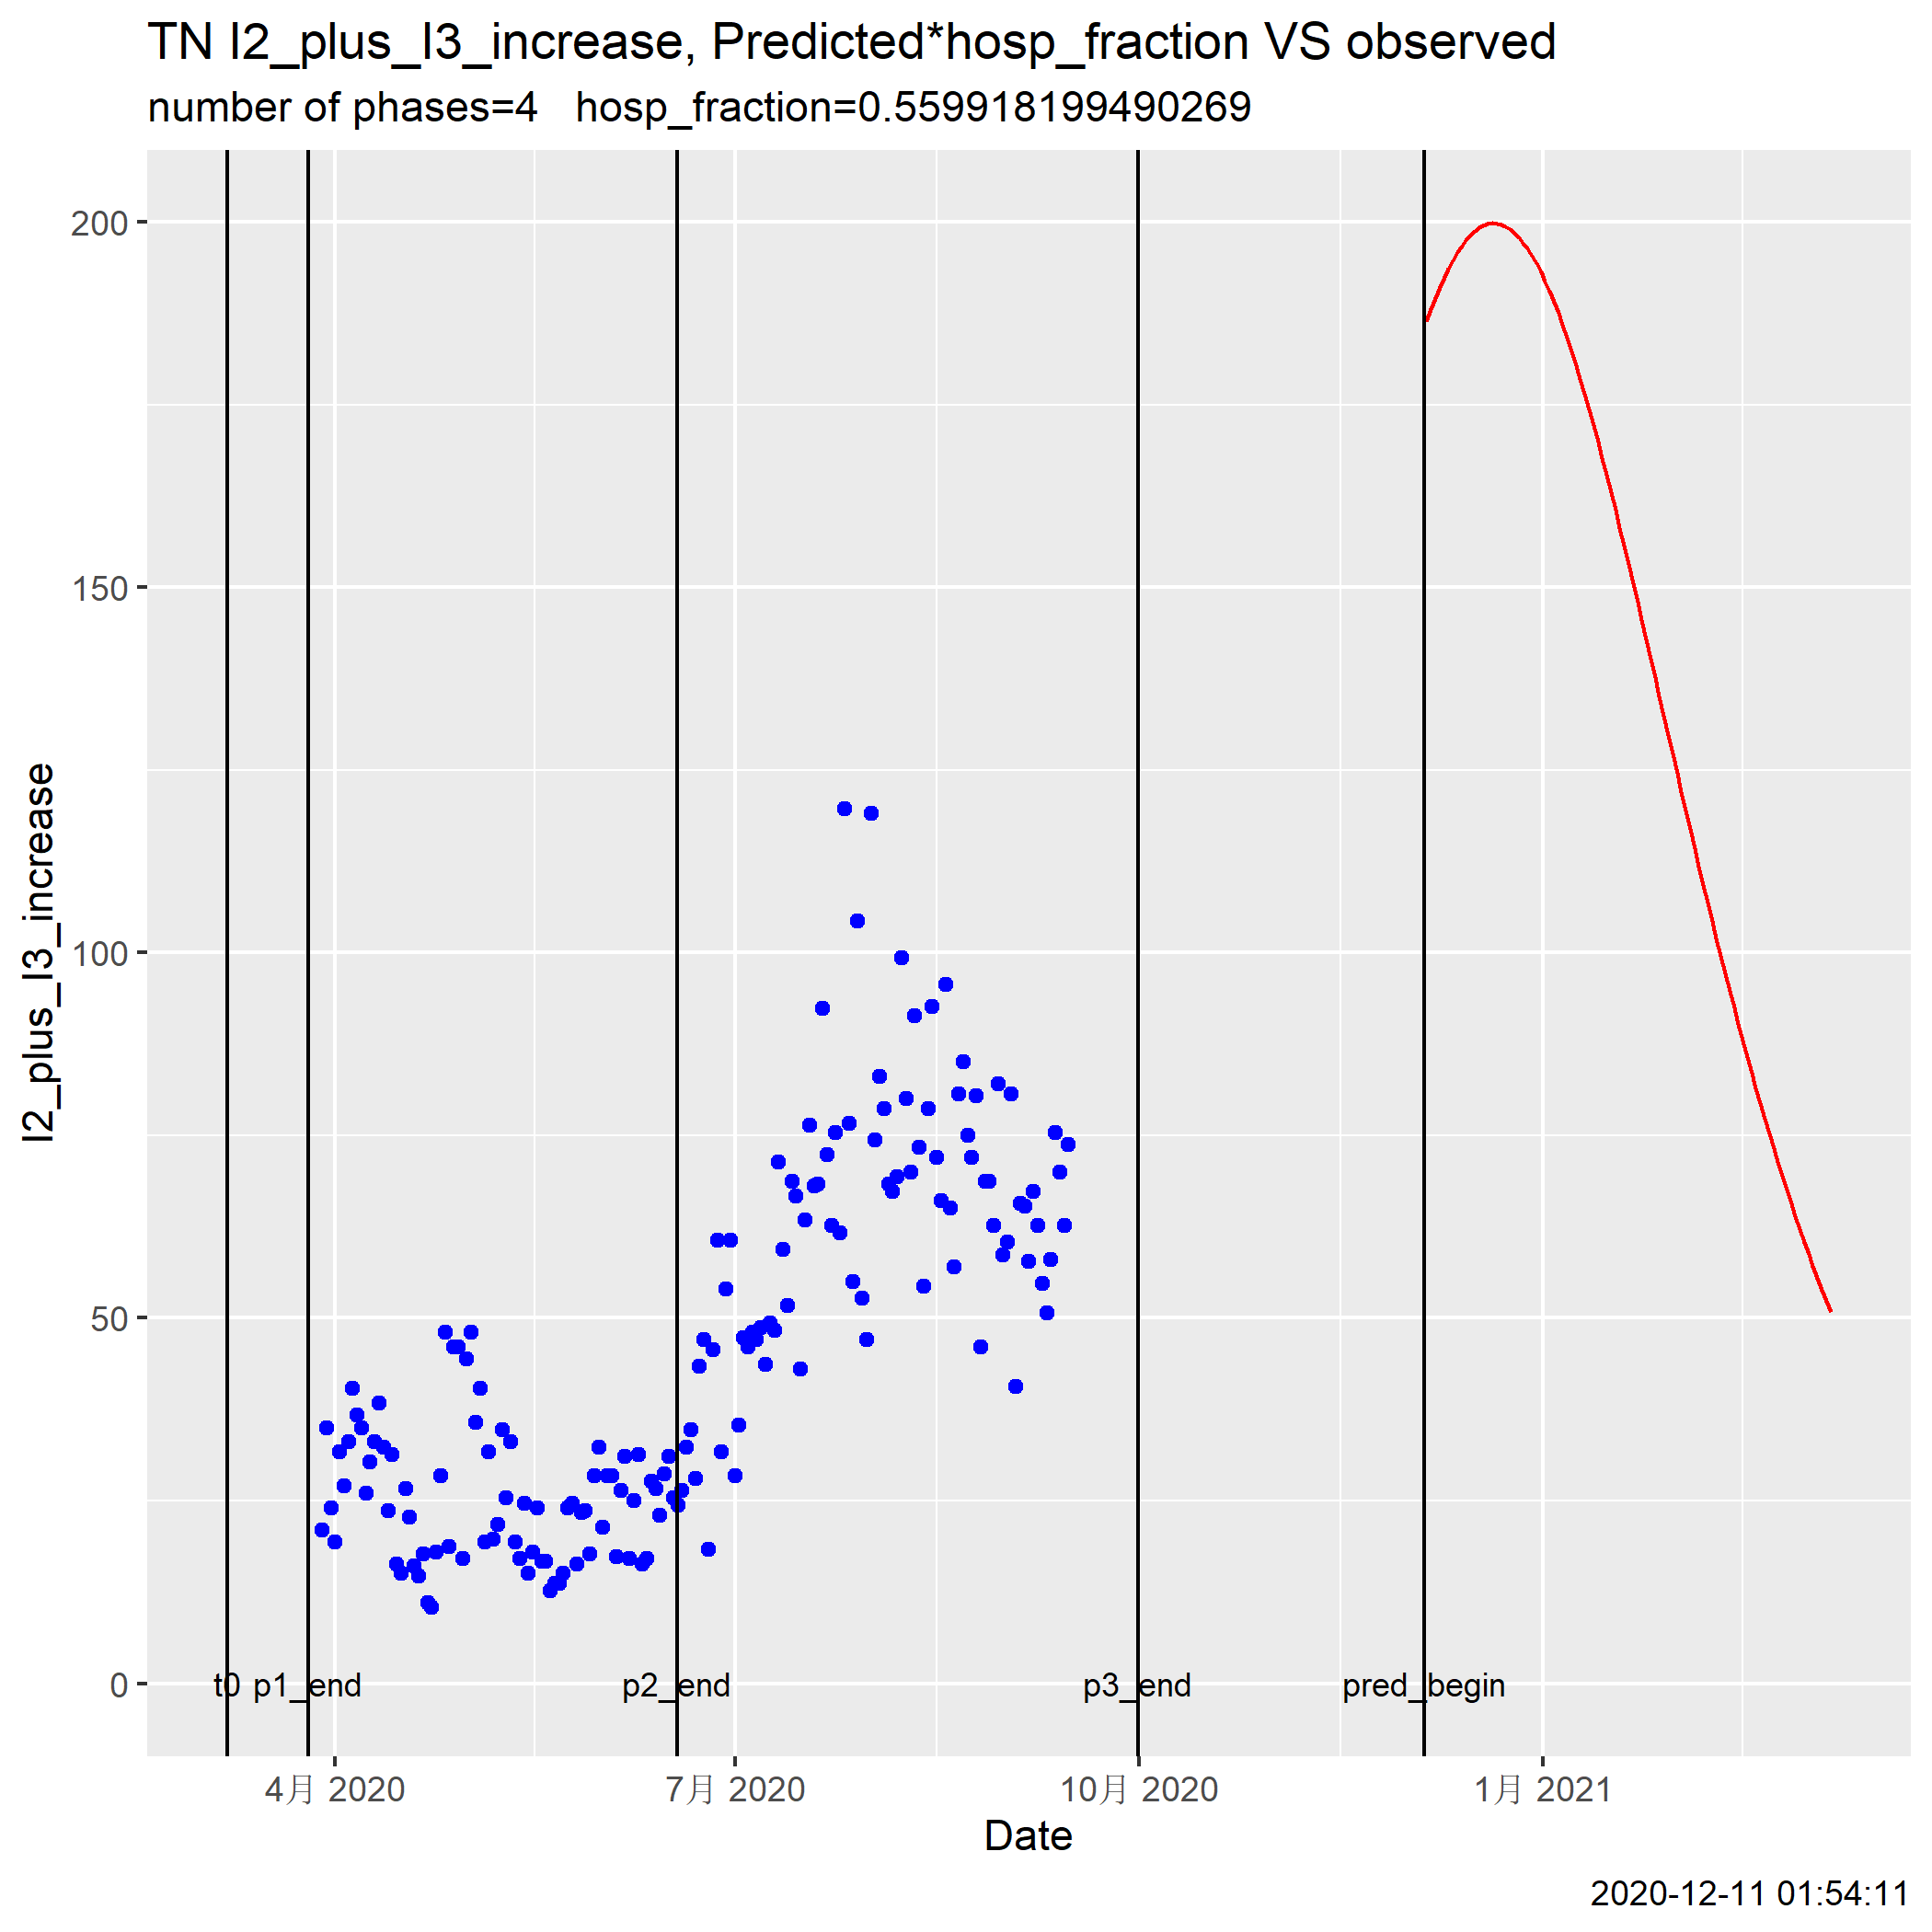 TN I2_plus_I3_increase, Predicted*hosp_fraction VS observed
number of phases=4   hosp_fraction=0.559918199490269
I2_plus_I3_increase
200
150
100
50
0
t0 p1_end p2_end p3_end pred_begin
4月 2020 7月 2020 10月 2020 1月 2021
Date
2020-12-11 01:54:11